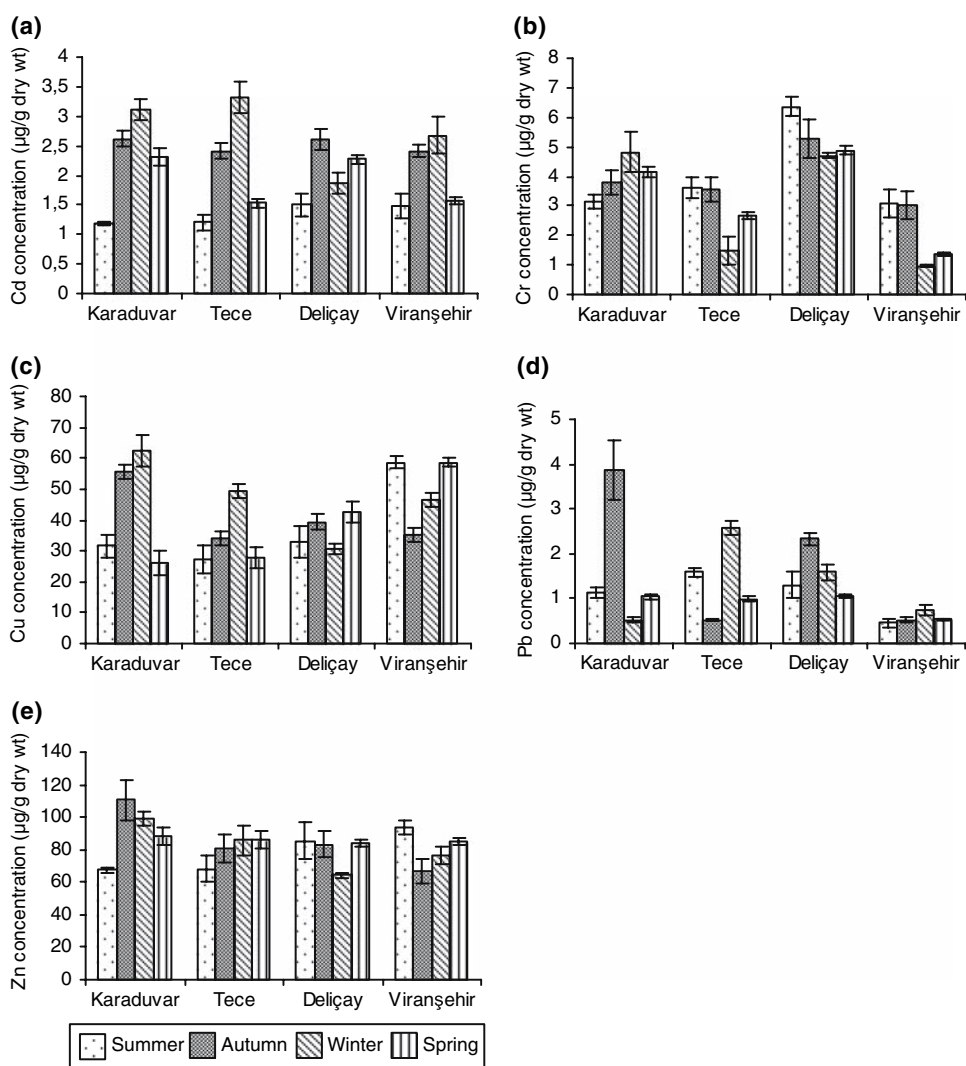 (a)
Cd concentration (µg/g dry wt)
4
3,5
3
2,5
2
1,5
1
0,5
0
Karaduvar Tece Deliçay Viranşehir
(b)
Cr concentration (µg/g dry wt)
8
7
6
5
4
3
2
1
0
Karaduvar Tece Deliçay Viranşehir
(c)
Cu concentration (µg/g dry wt)
80
70
60
50
40
30
20
10
0
Karaduvar Tece Deliçay Viranşehir
(d)
Pb concentration (µg/g dry wt)
5
4
3
2
1
0
Karaduvar Tece Deliçay Viranşehir
(e)
Zn concentration (µg/g dry wt)
140
120
100
80
60
40
20
0
Karaduvar Tece Deliçay Viranşehir
Summer Autumn Winter Spring